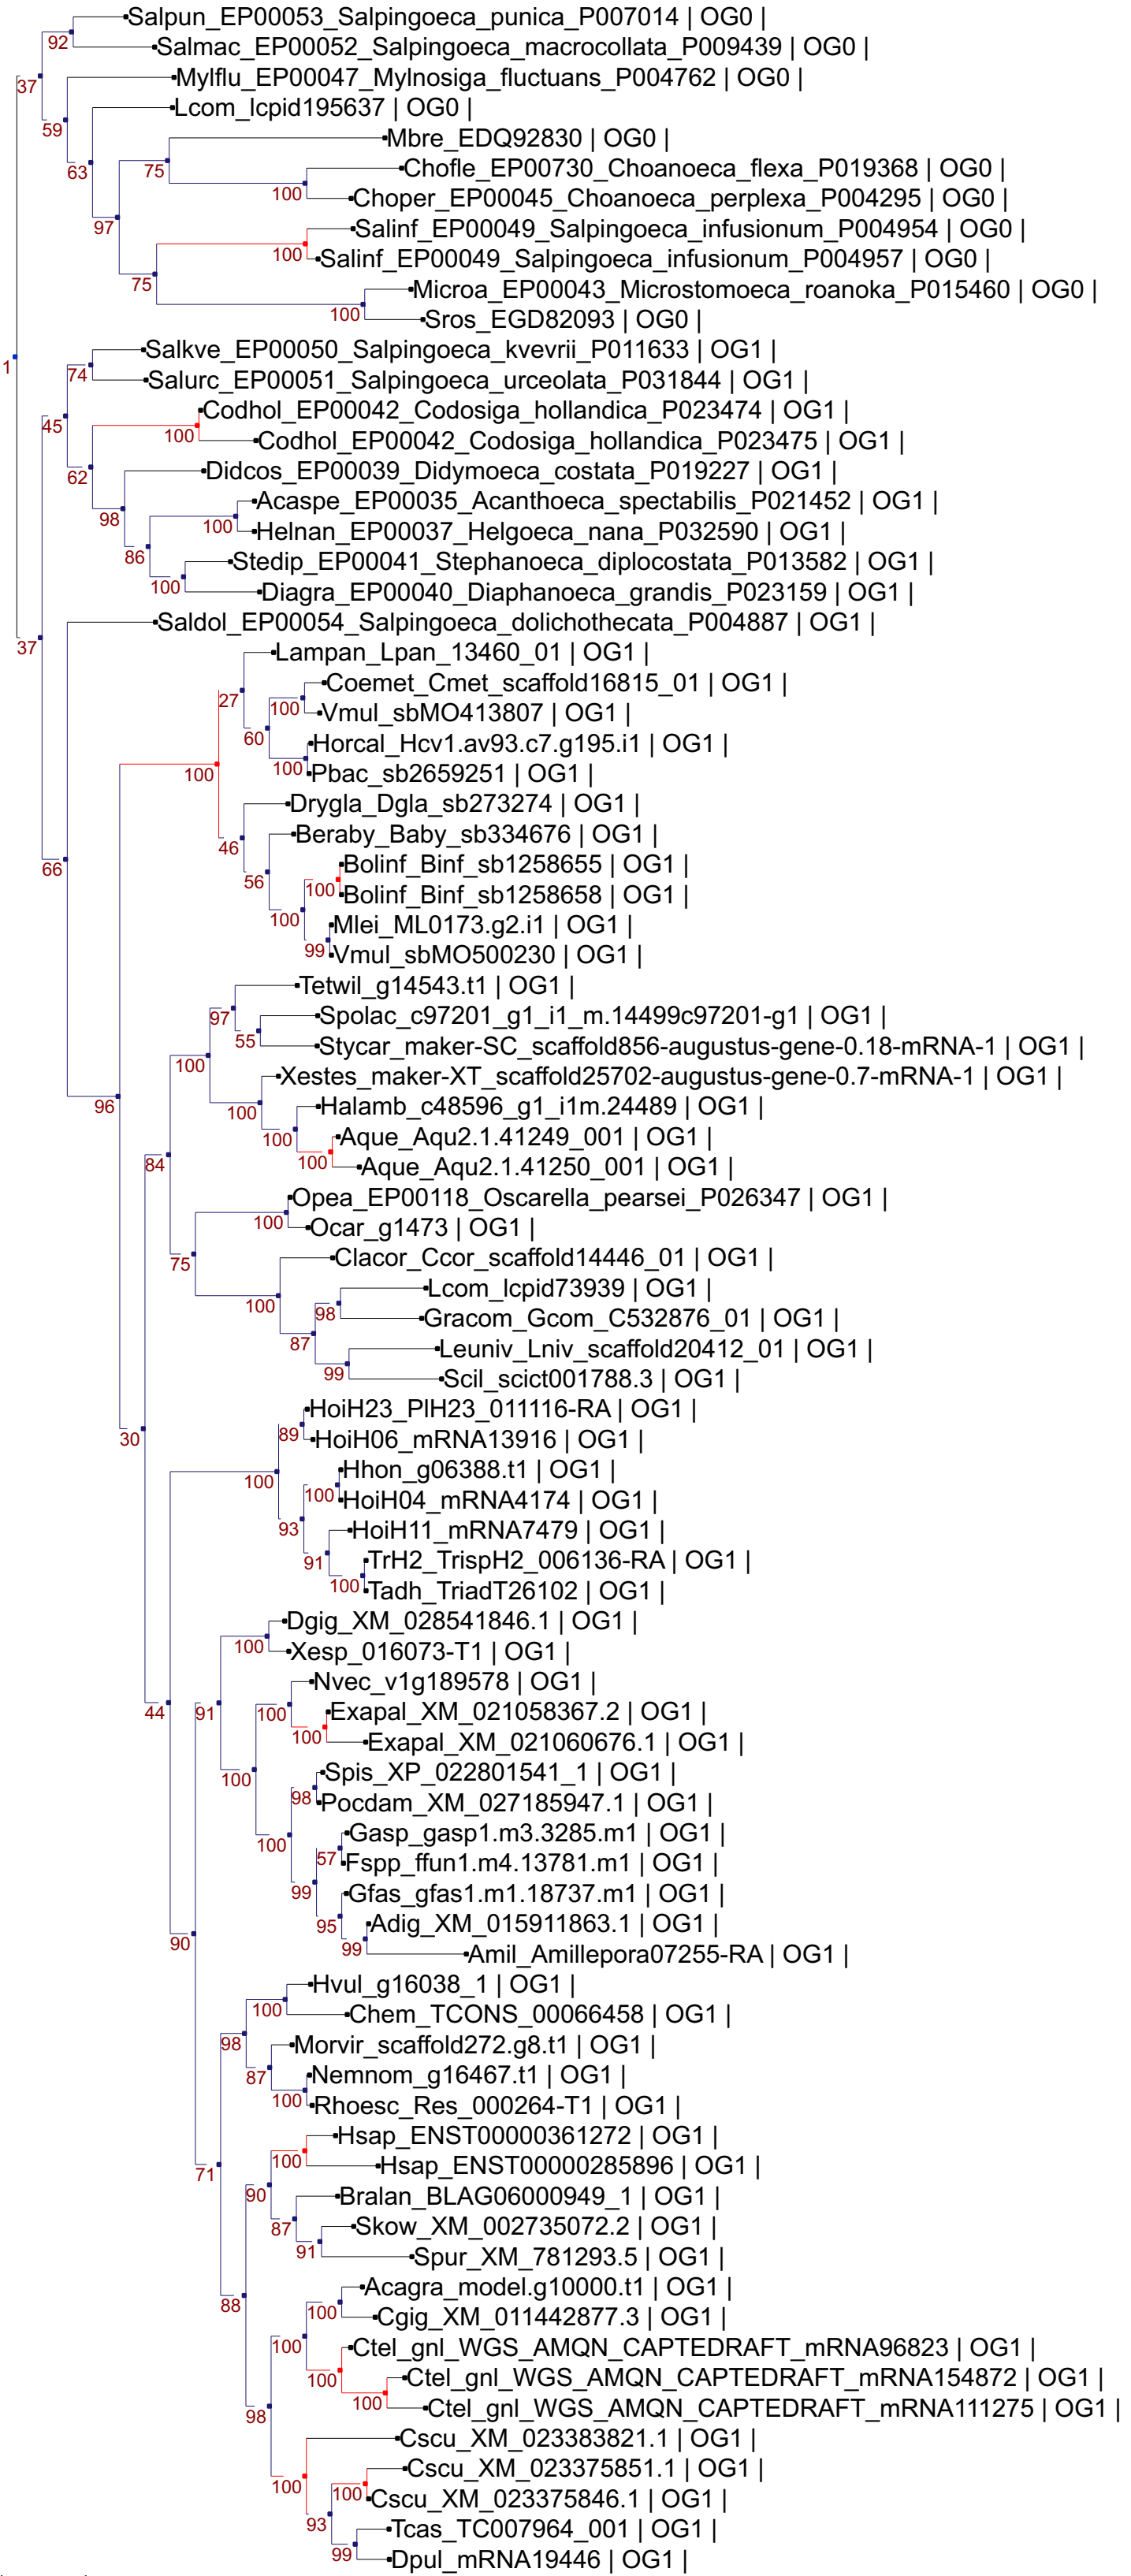 Salpun_EP00053_Salpingoeca_punica_P007014 | OG0 |
92
Salmac_EP00052_Salpingoeca_macrocollata_P009439 | OG0 |
Mylflu_EP00047_Mylnosiga_fluctuans_P004762 | OG0 |
37
Lcom_lcpid195637 | OG0 |
59
Mbre_EDQ92830 | OG0 |
75
Chofle_EP00730_Choanoeca_flexa_P019368 | OG0 |
63
100
Choper_EP00045_Choanoeca_perplexa_P004295 | OG0 |
97
Salinf_EP00049_Salpingoeca_infusionum_P004954 | OG0 |
100
Salinf_EP00049_Salpingoeca_infusionum_P004957 | OG0 |
75
Microa_EP00043_Microstomoeca_roanoka_P015460 | OG0 |
100
Sros_EGD82093 | OG0 |
Salkve_EP00050_Salpingoeca_kvevrii_P011633 | OG1 |
1
74
Salurc_EP00051_Salpingoeca_urceolata_P031844 | OG1 |
Codhol_EP00042_Codosiga_hollandica_P023474 | OG1 |
45
100
Codhol_EP00042_Codosiga_hollandica_P023475 | OG1 |
Didcos_EP00039_Didymoeca_costata_P019227 | OG1 |
62
Acaspe_EP00035_Acanthoeca_spectabilis_P021452 | OG1 |
98
100
Helnan_EP00037_Helgoeca_nana_P032590 | OG1 |
86
Stedip_EP00041_Stephanoeca_diplocostata_P013582 | OG1 |
100
Diagra_EP00040_Diaphanoeca_grandis_P023159 | OG1 |
Saldol_EP00054_Salpingoeca_dolichothecata_P004887 | OG1 |
37
Lampan_Lpan_13460_01 | OG1 |
Coemet_Cmet_scaffold16815_01 | OG1 |
27
100
Vmul_sbMO413807 | OG1 |
60
Horcal_Hcv1.av93.c7.g195.i1 | OG1 |
100
Pbac_sb2659251 | OG1 |
100
Drygla_Dgla_sb273274 | OG1 |
Beraby_Baby_sb334676 | OG1 |
46
Bolinf_Binf_sb1258655 | OG1 |
66
56
100
Bolinf_Binf_sb1258658 | OG1 |
100
Mlei_ML0173.g2.i1 | OG1 |
99
Vmul_sbMO500230 | OG1 |
Tetwil_g14543.t1 | OG1 |
97
Spolac_c97201_g1_i1_m.14499c97201-g1 | OG1 |
55
Stycar_maker-SC_scaffold856-augustus-gene-0.18-mRNA-1 | OG1 |
100
Xestes_maker-XT_scaffold25702-augustus-gene-0.7-mRNA-1 | OG1 |
96
100
Halamb_c48596_g1_i1m.24489 | OG1 |
100
Aque_Aqu2.1.41249_001 | OG1 |
84
100
Aque_Aqu2.1.41250_001 | OG1 |
Opea_EP00118_Oscarella_pearsei_P026347 | OG1 |
100
Ocar_g1473 | OG1 |
75
Clacor_Ccor_scaffold14446_01 | OG1 |
Lcom_lcpid73939 | OG1 |
100
98
Gracom_Gcom_C532876_01 | OG1 |
87
Leuniv_Lniv_scaffold20412_01 | OG1 |
99
Scil_scict001788.3 | OG1 |
HoiH23_PlH23_011116-RA | OG1 |
30
89
HoiH06_mRNA13916 | OG1 |
Hhon_g06388.t1 | OG1 |
100
100
HoiH04_mRNA4174 | OG1 |
93
HoiH11_mRNA7479 | OG1 |
91
TrH2_TrispH2_006136-RA | OG1 |
100
Tadh_TriadT26102 | OG1 |
Dgig_XM_028541846.1 | OG1 |
100
Xesp_016073-T1 | OG1 |
Nvec_v1g189578 | OG1 |
44
91
100
Exapal_XM_021058367.2 | OG1 |
100
Exapal_XM_021060676.1 | OG1 |
100
Spis_XP_022801541_1 | OG1 |
98
Pocdam_XM_027185947.1 | OG1 |
100
Gasp_gasp1.m3.3285.m1 | OG1 |
57
Fspp_ffun1.m4.13781.m1 | OG1 |
99
Gfas_gfas1.m1.18737.m1 | OG1 |
95
Adig_XM_015911863.1 | OG1 |
90
99
Amil_Amillepora07255-RA | OG1 |
Hvul_g16038_1 | OG1 |
100
Chem_TCONS_00066458 | OG1 |
98
Morvir_scaffold272.g8.t1 | OG1 |
87
Nemnom_g16467.t1 | OG1 |
100
Rhoesc_Res_000264-T1 | OG1 |
Hsap_ENST00000361272 | OG1 |
100
71
Hsap_ENST00000285896 | OG1 |
90
Bralan_BLAG06000949_1 | OG1 |
87
Skow_XM_002735072.2 | OG1 |
91
Spur_XM_781293.5 | OG1 |
Acagra_model.g10000.t1 | OG1 |
88
100
Cgig_XM_011442877.3 | OG1 |
100
Ctel_gnl_WGS_AMQN_CAPTEDRAFT_mRNA96823 | OG1 |
100
Ctel_gnl_WGS_AMQN_CAPTEDRAFT_mRNA154872 | OG1 |
100
Ctel_gnl_WGS_AMQN_CAPTEDRAFT_mRNA111275 | OG1 |
98
Cscu_XM_023383821.1 | OG1 |
Cscu_XM_023375851.1 | OG1 |
100
100
Cscu_XM_023375846.1 | OG1 |
93
Tcas_TC007964_001 | OG1 |
99
Dpul_mRNA19446 | OG1 |